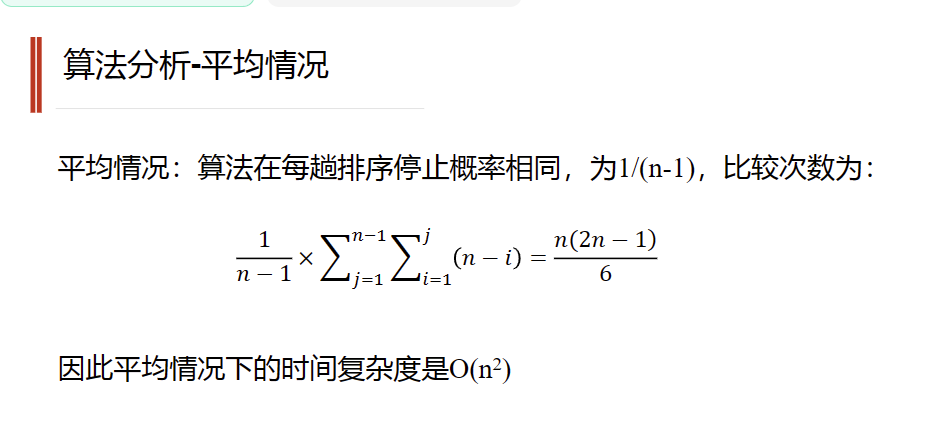 算法分析-平均情况
平均情况：算法在每趟排序停止概率相同，为1/(n-1)，比较次数为：
\frac{1}{n-1} \times \sum_{j=1}^{n-1} \sum_{i=1}^{j} (n-i) = \frac{n(2n-1)}{6}
因此平均情况下的时间复杂度是O(n²)